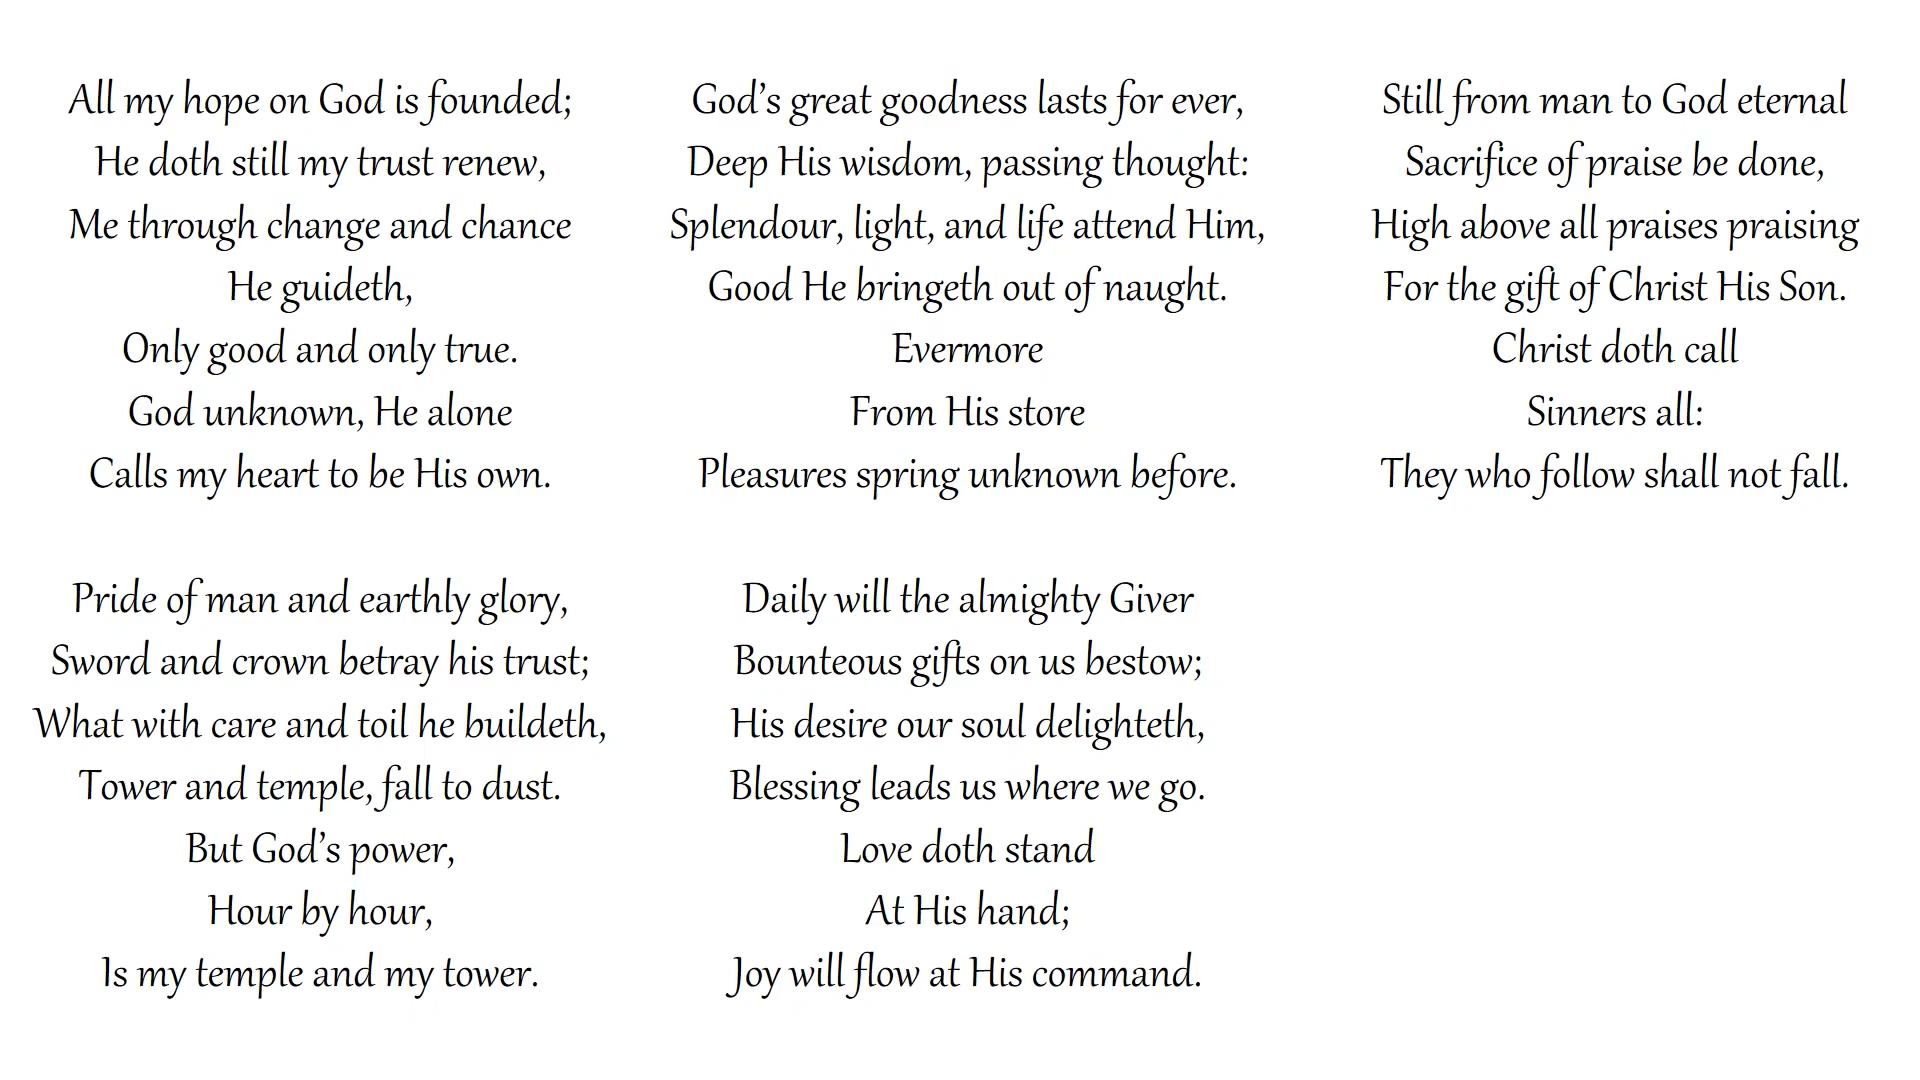 All my hope on God is founded;
He doth still my trust renew,
Me through change and chance
He guideth,
Only good and only true.
God unknown, He alone
Calls my heart to be His own.
Pride of man and earthly glory,
Sword and crown betray his trust;
What with care and toil he buildeth,
Tower and temple, fall to dust.
But God’s power,
Hour by hour,
Is my temple and my tower.
God’s great goodness lasts for ever,
Deep His wisdom, passing thought:
Splendour, light, and life attend Him,
Good He bringeth out of naught.
Evermore
From His store
Pleasures spring unknown before.
Daily will the almighty Giver
Bounteous gifts on us bestow;
His desire our soul delighteth,
Blessing leads us where we go.
Love doth stand
At His hand;
Joy will flow at His command.
Still from man to God eternal
Sacrifice of praise be done,
High above all praises praising
For the gift of Christ His Son.
Christ doth call
Sinners all:
They who follow shall not fall.